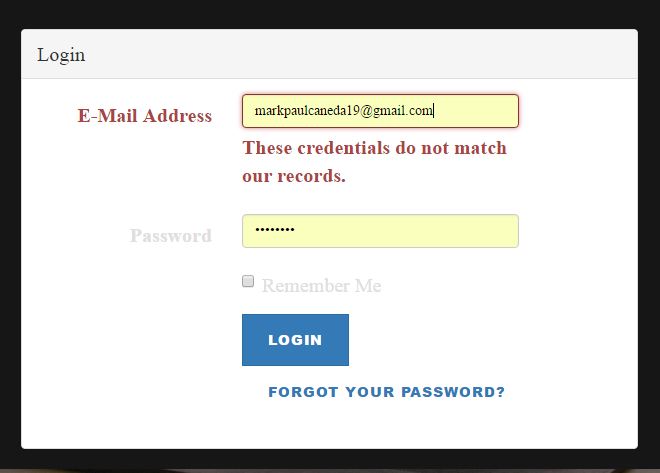 Login
E-Mail Address
markpaulcaneda19@gmail.com
These credentials do not match
our records.
Password
••••••••
Remember Me
LOGIN
FORGOT YOUR PASSWORD?